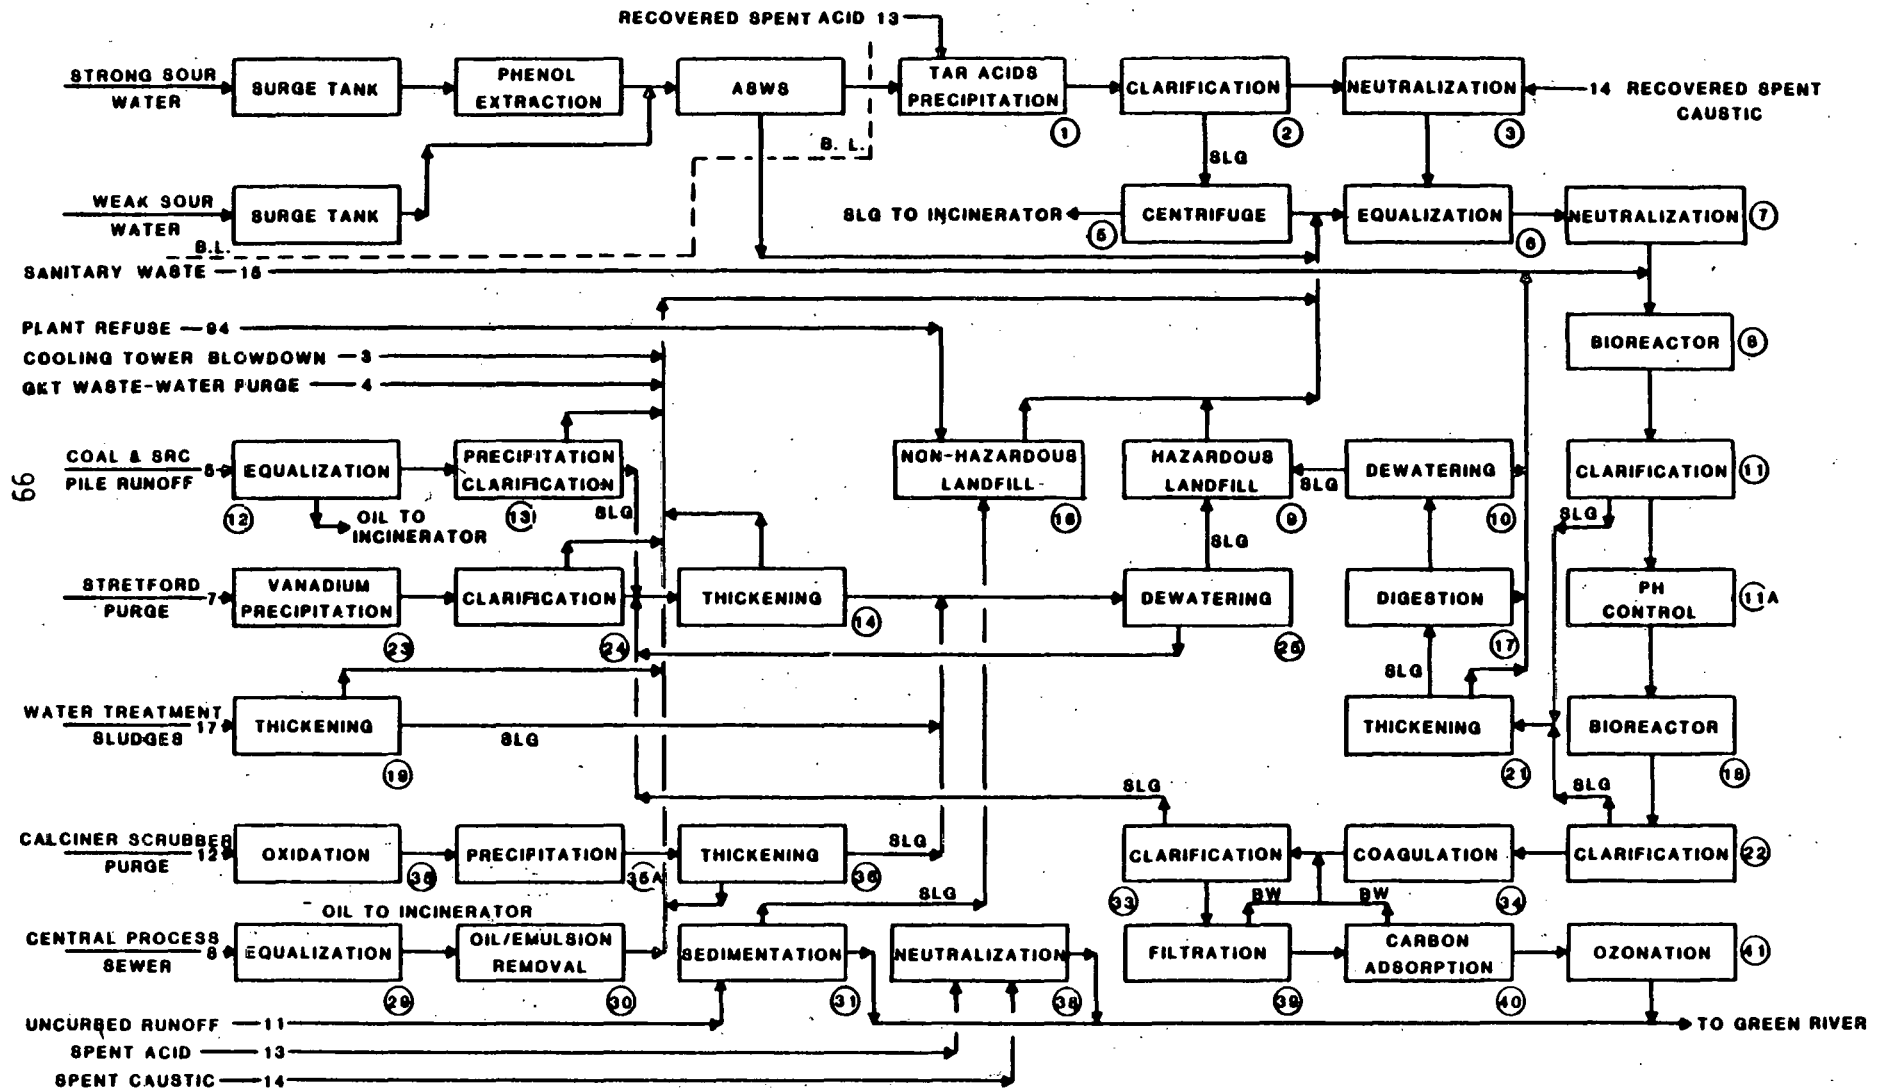 RECOVERED SPENT ACID 13
STRONG SOUR
WATER
SURGE TANK
PHENOL
EXTRACTION
ASWS
TAR ACIDS
PRECIPITATION
1
CLARIFICATION
2
NEUTRALIZATION
3
14 RECOVERED SPENT
CAUSTIC
B. L.
SLG
WEAK SOUR
WATER
SURGE TANK
B.L.
SLG TO INCINERATOR
CENTRIFUGE
5
EQUALIZATION
6
NEUTRALIZATION
7
SANITARY WASTE 15
PLANT REFUSE 94
COOLING TOWER BLOWDOWN 3
GKT WASTE-WATER PURGE 4
BIOREACTOR
8
COAL & SRC
PILE RUNOFF
5
EQUALIZATION
12
OIL TO
INCINERATOR
PRECIPITATION
CLARIFICATION
13
SLG
NON-HAZARDOUS
LANDFILL
16
HAZARDOUS
LANDFILL
9
SLG
DEWATERING
10
CLARIFICATION
11
SLG
99
STRETFORD
PURGE
7
VANADIUM
PRECIPITATION
23
CLARIFICATION
24
THICKENING
14
SLG
DEWATERING
25
DIGESTION
17
PH
CONTROL
11A
WATER TREATMENT
SLUDGES
17
THICKENING
19
SLG
SLG
THICKENING
21
BIOREACTOR
18
SLG
SLG
CALCINER SCRUBBER
PURGE
12
OXIDATION
35
PRECIPITATION
35A
THICKENING
36
SLG
CLARIFICATION
33
COAGULATION
34
CLARIFICATION
22
OIL TO INCINERATOR
SLG
BW
BW
CENTRAL PROCESS
SEWER
8
EQUALIZATION
29
OIL/EMULSION
REMOVAL
30
SEDIMENTATION
31
NEUTRALIZATION
38
FILTRATION
39
CARBON
ADSORPTION
40
OZONATION
41
UNCURBED RUNOFF 11
TO GREEN RIVER
SPENT ACID 13
SPENT CAUSTIC 14